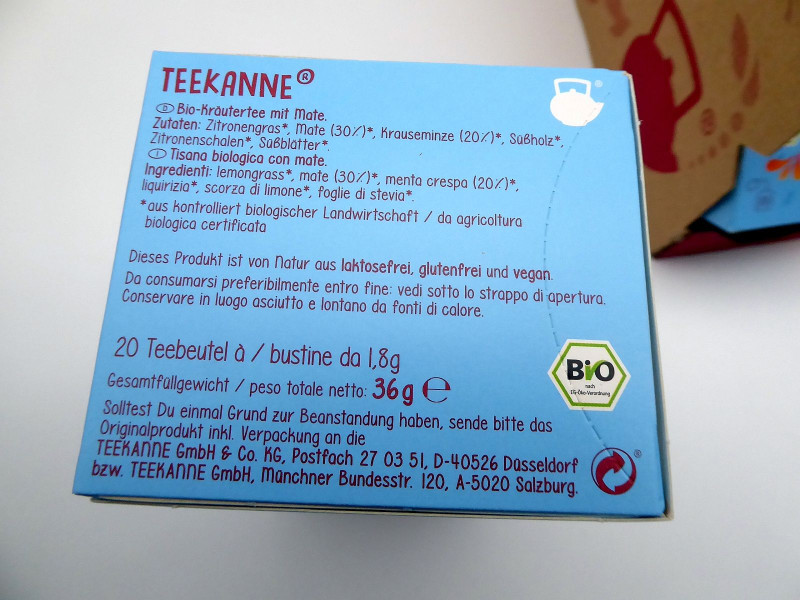 TEEKANNE®
D Bio-Kräutertee mit Mate.
Zutaten: Zitronengras*, Mate (30%)*, Krauseminze (20%)*, Süßholz*,
Zitronenschalen*, Süßblätter*.
I Tisana biologica con mate.
Ingredienti: lemongrass*, mate (30%)*, menta crespa (20%)*,
liquirizia*, scorza di limone*, foglie di stevia*.
*aus kontrolliert biologischer Landwirtschaft / da agricoltura
biologica certificata
Dieses Produkt ist von Natur aus laktosefrei, glutenfrei und vegan.
Da consumarsi preferibilmente entro fine: vedi sotto lo strappo di apertura.
Conservare in luogo asciutto e lontano da fonti di calore.
20 Teebeutel à / bustine da 1,8g
Gesamtfüllgewicht / peso totale netto: 36g ℮
Bio
nach
EG-Öko-Verordnung
Solltest Du einmal Grund zur Beanstandung haben, sende bitte das
Originalprodukt inkl. Verpackung an die
TEEKANNE GmbH & Co. KG, Postfach 27 03 51, D-40526 Düsseldorf
bzw. TEEKANNE GmbH, Münchner Bundesstr. 120, A-5020 Salzburg.